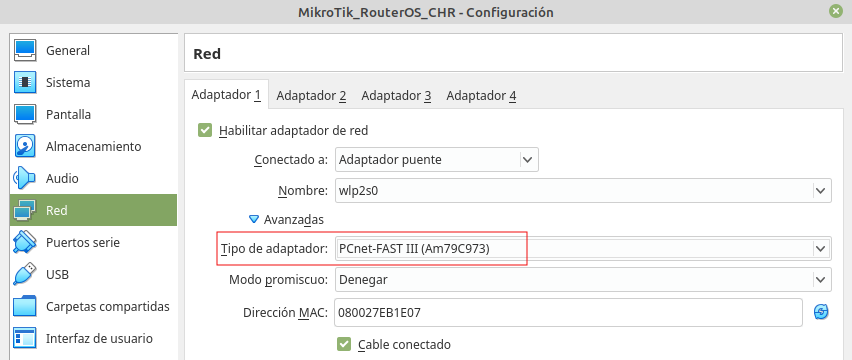 MikroTik_RouterOS_CHR - Configuración
General
Sistema
Pantalla
Almacenamiento
Audio
Red
Puertos serie
USB
Carpetas compartidas
Interfaz de usuario
Red
Adaptador 1 Adaptador 2 Adaptador 3 Adaptador 4
Habilitar adaptador de red
Conectado a: Adaptador puente
Nombre: wlp2s0
Avanzadas
Tipo de adaptador: PCnet-FAST III (Am79C973)
Modo promiscuo: Denegar
Dirección MAC: 080027EB1E07
Cable conectado